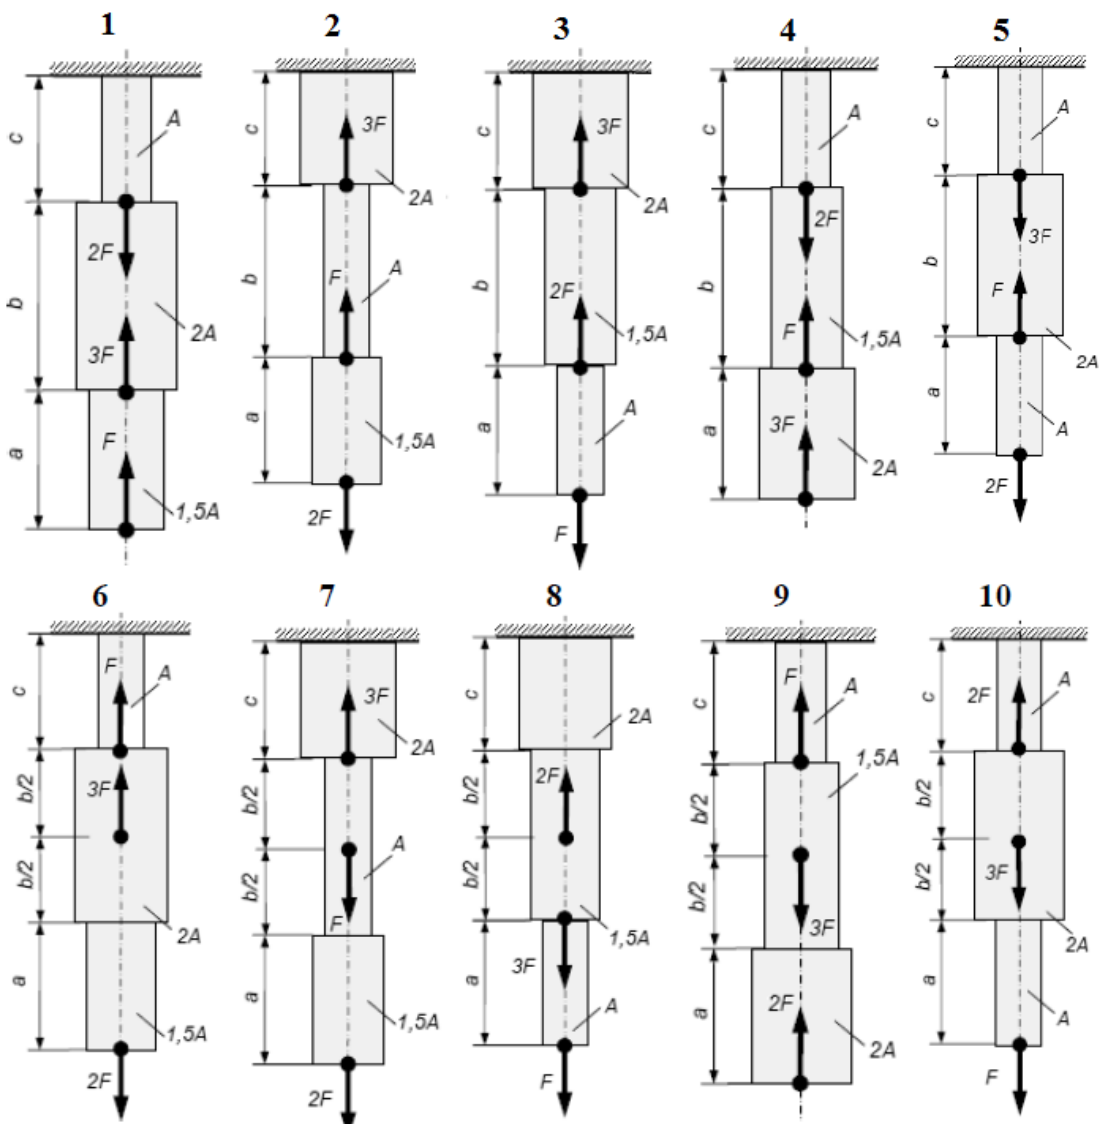 1 2 3 4 5
c A 2F b 2A 3F a F 1,5A
c 3F 2A b F A a 1,5A 2F
c 3F 2A b 2F 1,5A a A F
c A 2F b F 1,5A a 3F 2A
c A 3F b F 2A a A 2F
6 7 8 9 10
c F A b/2 3F b/2 2A a 1,5A 2F
c 3F 2A b/2 b/2 A F a 1,5A 2F
c 2A b/2 2F b/2 1,5A 3F a A F
c F A 1,5A b/2 b/2 3F a 2F 2A
c 2F A b/2 b/2 3F 2A a A F